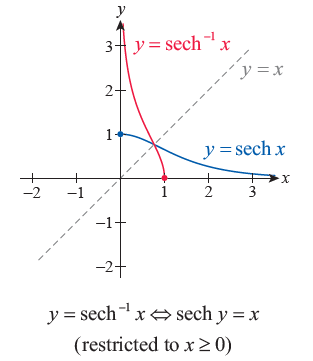 y
3
y = sech⁻¹ x
y = x
2
1
y = sech x
x
−2 −1 1 2 3
−1
−2
y = sech⁻¹ x ⇔ sech y = x
(restricted to x ≥ 0)